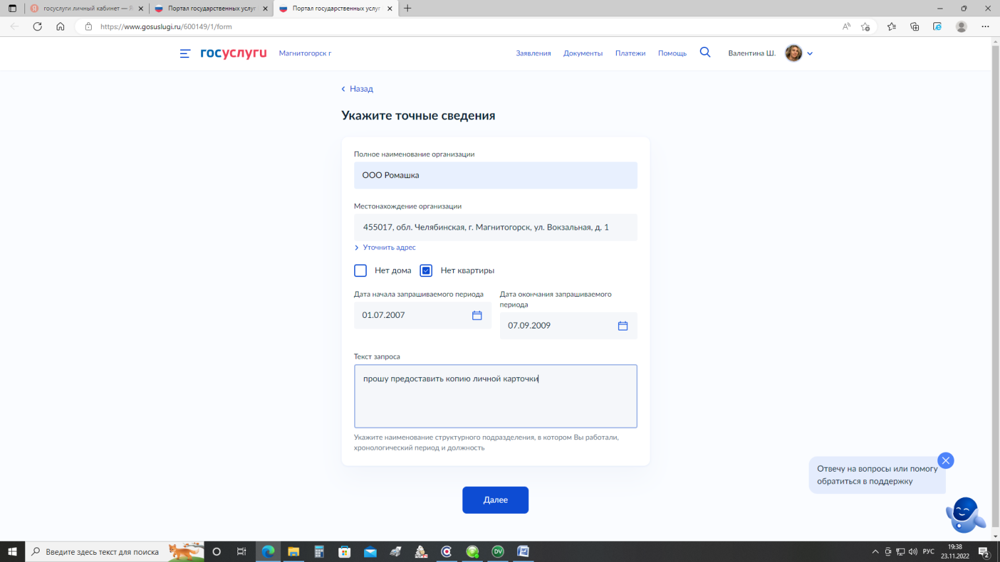 госуслуги личный кабинет — Я
Портал государственных услуг
Портал государственных услуг
https://www.gosuslugi.ru/600149/1/form
госуслуги
Магнитогорск г
Заявления
Документы
Платежи
Помощь
Валентина Ш.
Назад
Укажите точные сведения
Полное наименование организации
ООО Ромашка
Местонахождение организации
455017, обл. Челябинская, г. Магнитогорск, ул. Вокзальная, д. 1
Уточнить адрес
Нет дома
Нет квартиры
Дата начала запрашиваемого периода
01.07.2007
Дата окончания запрашиваемого
периода
07.09.2009
Текст запроса
прошу предоставить копию личной карточки
Укажите наименование структурного подразделения, в котором Вы работали,
хронологический период и должность
Далее
Отвечу на вопросы или помогу
обратиться в поддержку
Введите здесь текст для поиска
DV
РУС
19:38
23.11.2022
2